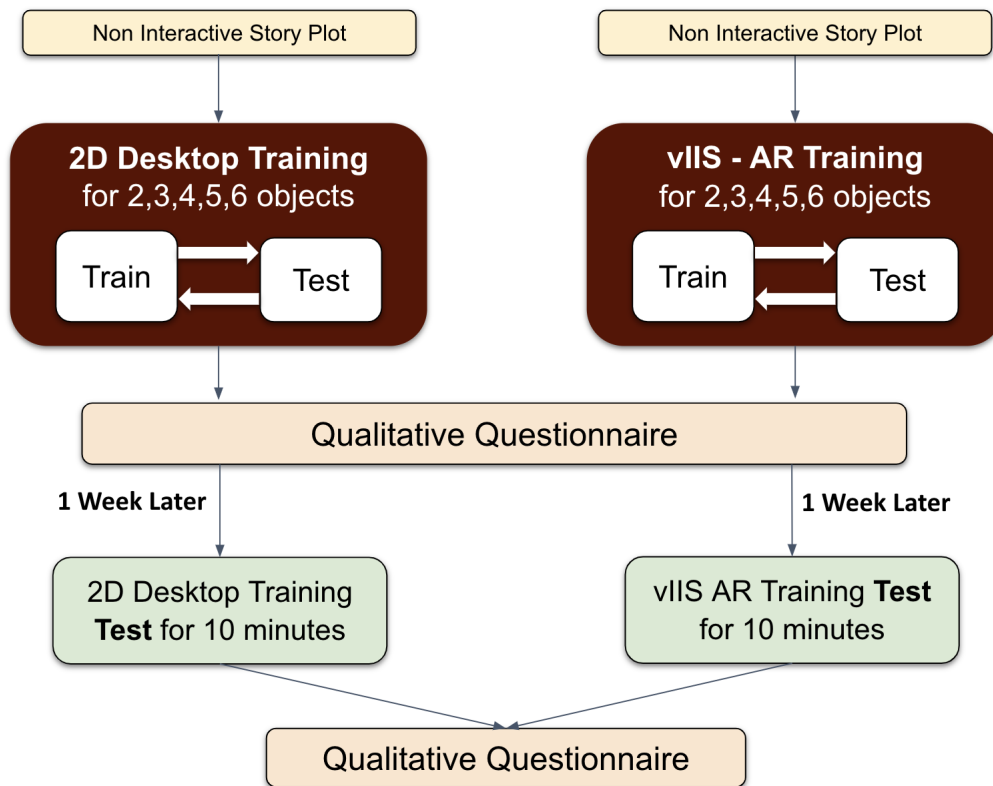 Non Interactive Story Plot
Non Interactive Story Plot
2D Desktop Training
for 2,3,4,5,6 objects
Train
Test
vIIS - AR Training
for 2,3,4,5,6 objects
Train
Test
Qualitative Questionnaire
1 Week Later
1 Week Later
2D Desktop Training
Test for 10 minutes
vIIS AR Training Test
for 10 minutes
Qualitative Questionnaire